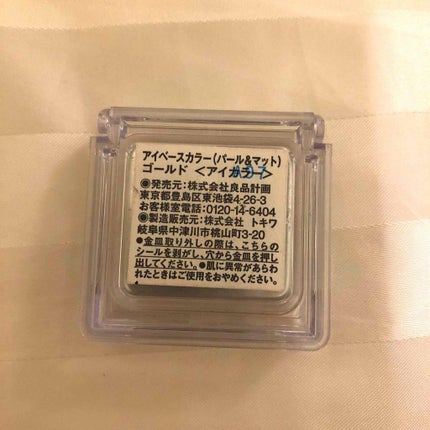 アイベースカラー(パール&マット)
ゴールド <アイカラー>
●発売元:株式会社良品計画
東京都豊島区東池袋4-26-3
お客様室電話:0120-14-6404
●製造販売元:株式会社 トキワ
岐阜県中津川市桃山町3-20
●金皿取り外しの際は、こちらの
シールを剥がし、穴から金皿を押し
出してください。●肌に異常があらわ
れたときはご使用をおやめください。